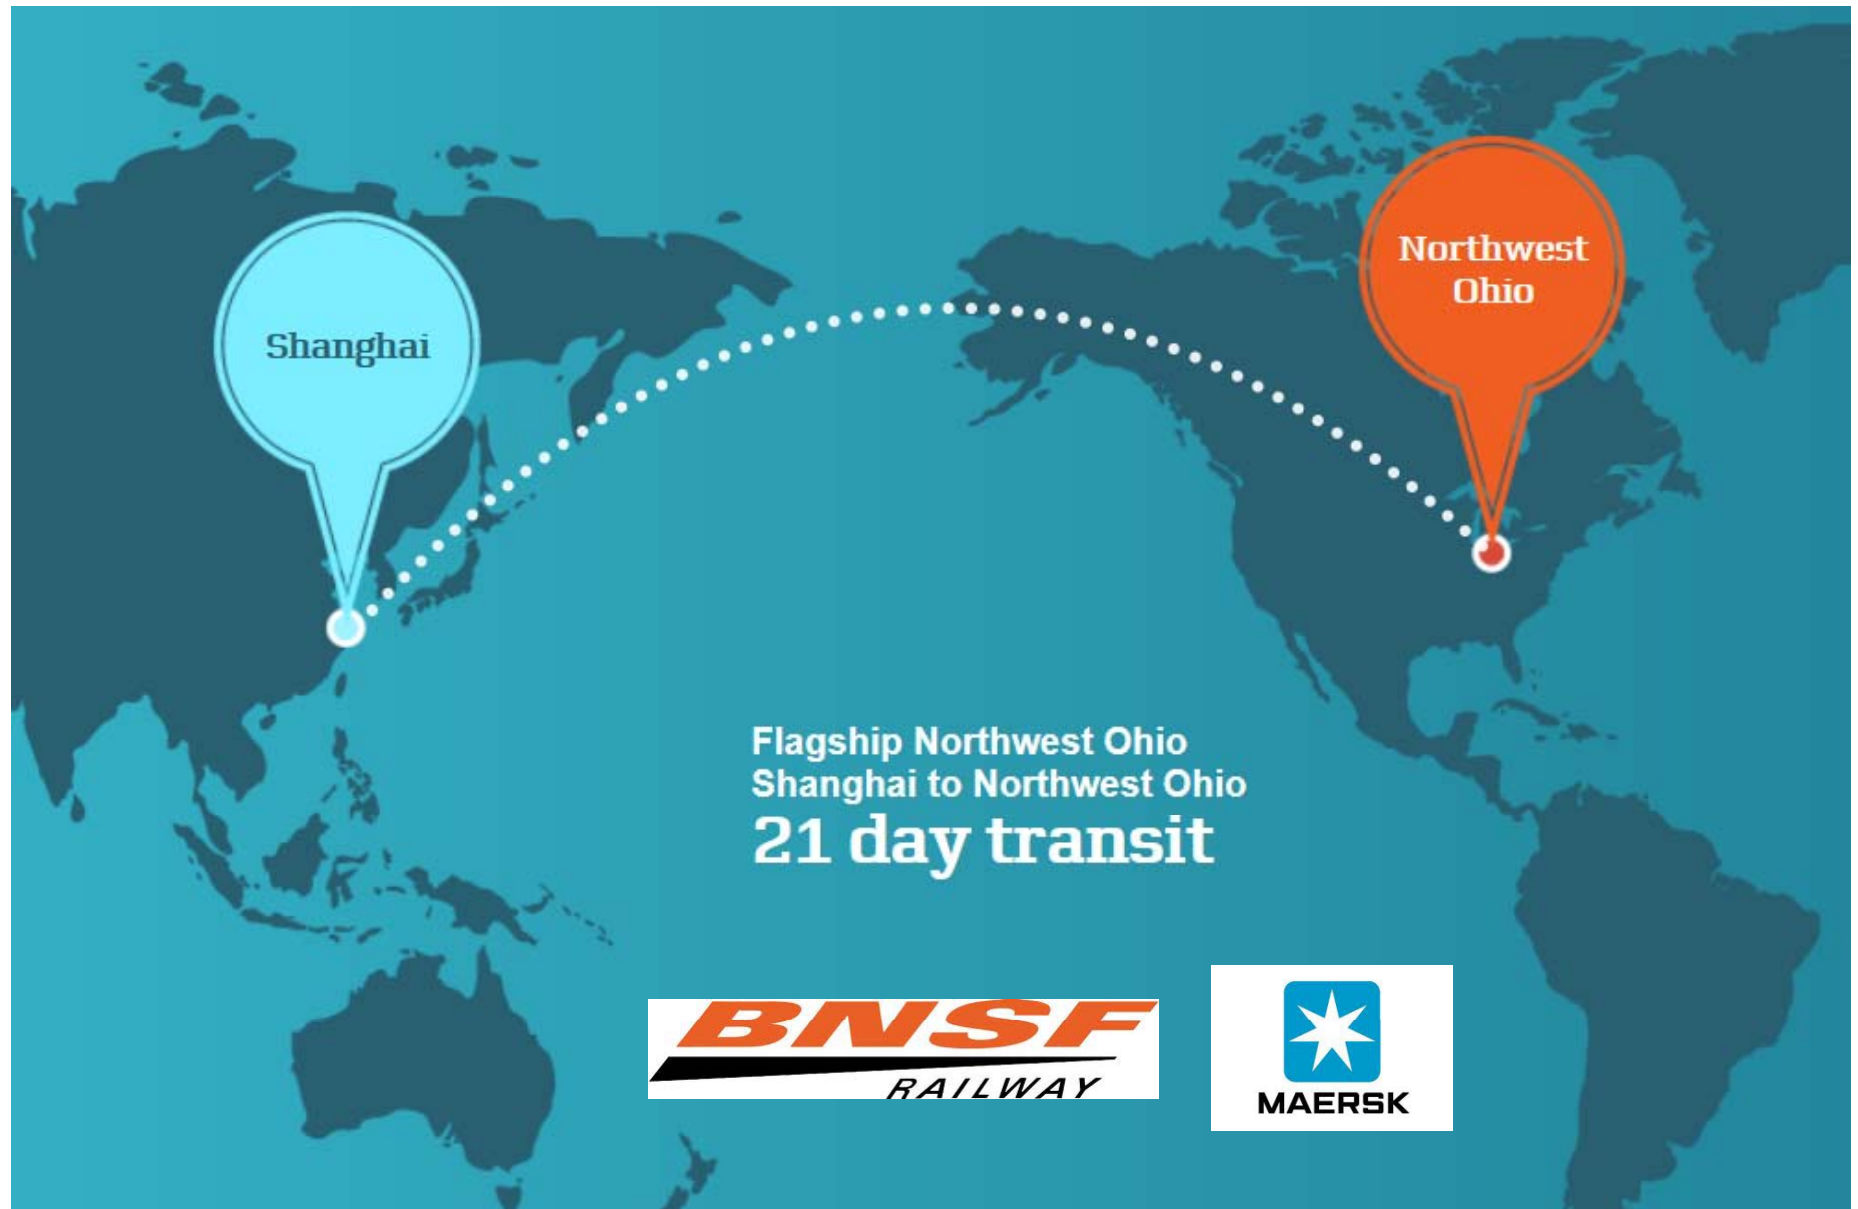 Northwest
Ohio
Shanghai
Flagship Northwest Ohio
Shanghai to Northwest Ohio
21 day transit
BNSF
RAILWAY
MAERSK